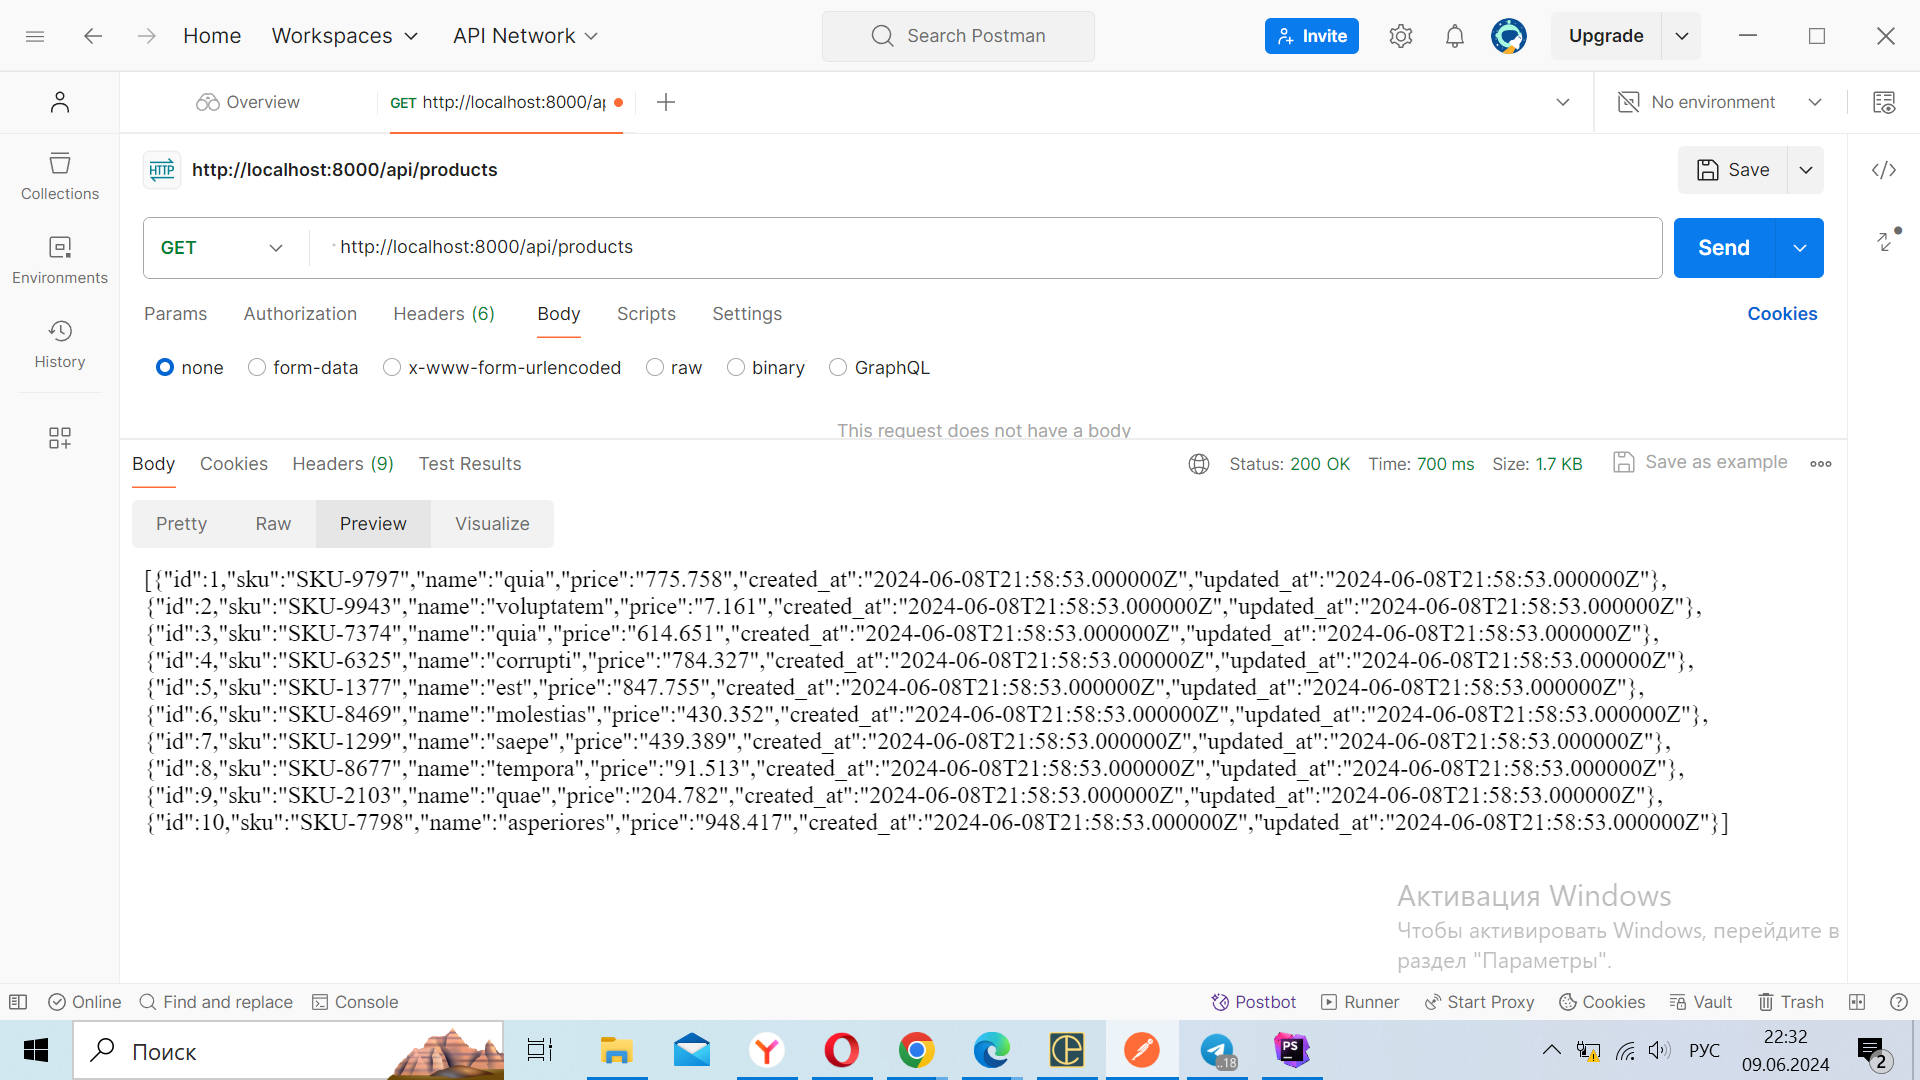 Home Workspaces API Network Search Postman Invite Upgrade
Overview GET http://localhost:8000/ap No environment
HTTP http://localhost:8000/api/products Save
Collections
GET http://localhost:8000/api/products Send
Environments
Params Authorization Headers (6) Body Scripts Settings Cookies
History
none form-data x-www-form-urlencoded raw binary GraphQL
This request does not have a body
Body Cookies Headers (9) Test Results Status: 200 OK Time: 700 ms Size: 1.7 KB Save as example
Pretty Raw Preview Visualize
[{"id":1,"sku":"SKU-9797","name":"quia","price":"775.758","created_at":"2024-06-08T21:58:53.000000Z","updated_at":"2024-06-08T21:58:53.000000Z"},
{"id":2,"sku":"SKU-9943","name":"voluptatem","price":"7.161","created_at":"2024-06-08T21:58:53.000000Z","updated_at":"2024-06-08T21:58:53.000000Z"},
{"id":3,"sku":"SKU-7374","name":"quia","price":"614.651","created_at":"2024-06-08T21:58:53.000000Z","updated_at":"2024-06-08T21:58:53.000000Z"},
{"id":4,"sku":"SKU-6325","name":"corrupti","price":"784.327","created_at":"2024-06-08T21:58:53.000000Z","updated_at":"2024-06-08T21:58:53.000000Z"},
{"id":5,"sku":"SKU-1377","name":"est","price":"847.755","created_at":"2024-06-08T21:58:53.000000Z","updated_at":"2024-06-08T21:58:53.000000Z"},
{"id":6,"sku":"SKU-8469","name":"molestias","price":"430.352","created_at":"2024-06-08T21:58:53.000000Z","updated_at":"2024-06-08T21:58:53.000000Z"},
{"id":7,"sku":"SKU-1299","name":"saepe","price":"439.389","created_at":"2024-06-08T21:58:53.000000Z","updated_at":"2024-06-08T21:58:53.000000Z"},
{"id":8,"sku":"SKU-8677","name":"tempora","price":"91.513","created_at":"2024-06-08T21:58:53.000000Z","updated_at":"2024-06-08T21:58:53.000000Z"},
{"id":9,"sku":"SKU-2103","name":"quae","price":"204.782","created_at":"2024-06-08T21:58:53.000000Z","updated_at":"2024-06-08T21:58:53.000000Z"},
{"id":10,"sku":"SKU-7798","name":"asperiores","price":"948.417","created_at":"2024-06-08T21:58:53.000000Z","updated_at":"2024-06-08T21:58:53.000000Z"}]
Активация Windows
Чтобы активировать Windows, перейдите в
раздел "Параметры".
Online Find and replace Console Postbot Runner Start Proxy Cookies Vault Trash
Поиск PS ..18 РУС 22:32
09.06.2024 2